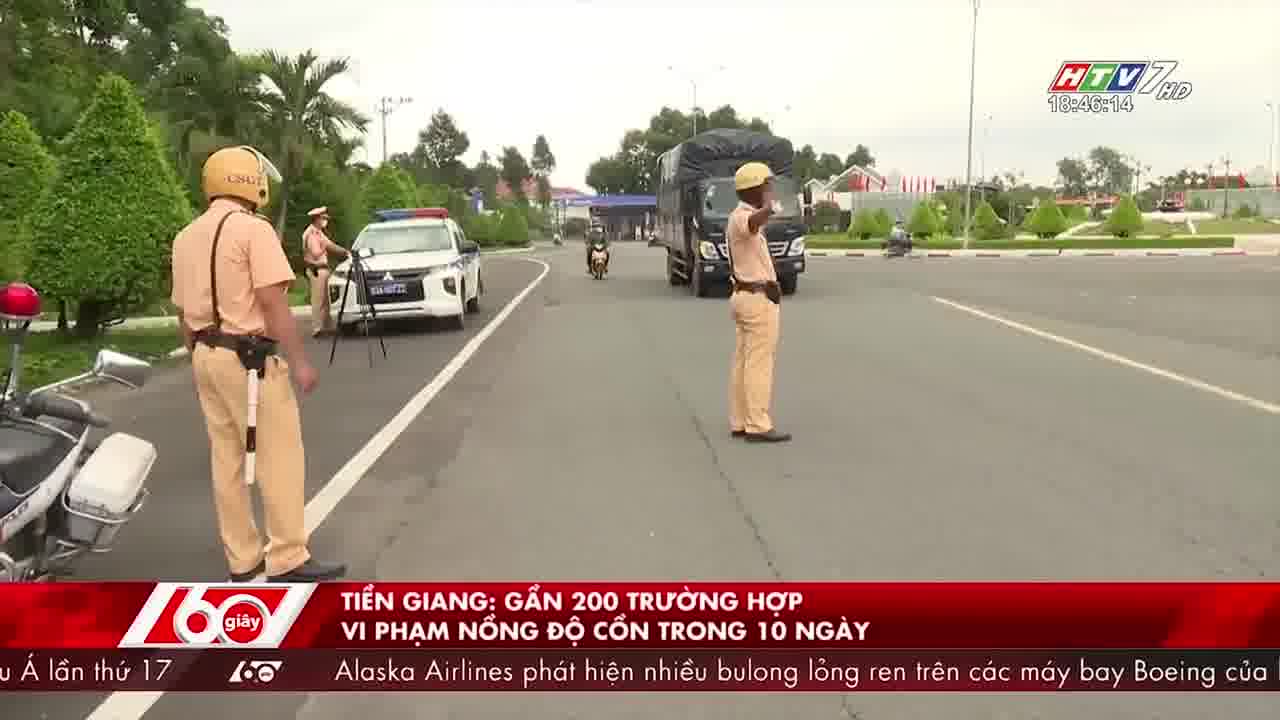 HTV7 HD
18:46:14
CSGT
60 giây
TIỀN GIANG: GẦN 200 TRƯỜNG HỢP
VI PHẠM NỒNG ĐỘ CỒN TRONG 10 NGÀY
Á lần thứ 17 60 giây Alaska Airlines phát hiện nhiều bulong lỏng ren trên các máy bay Boeing của